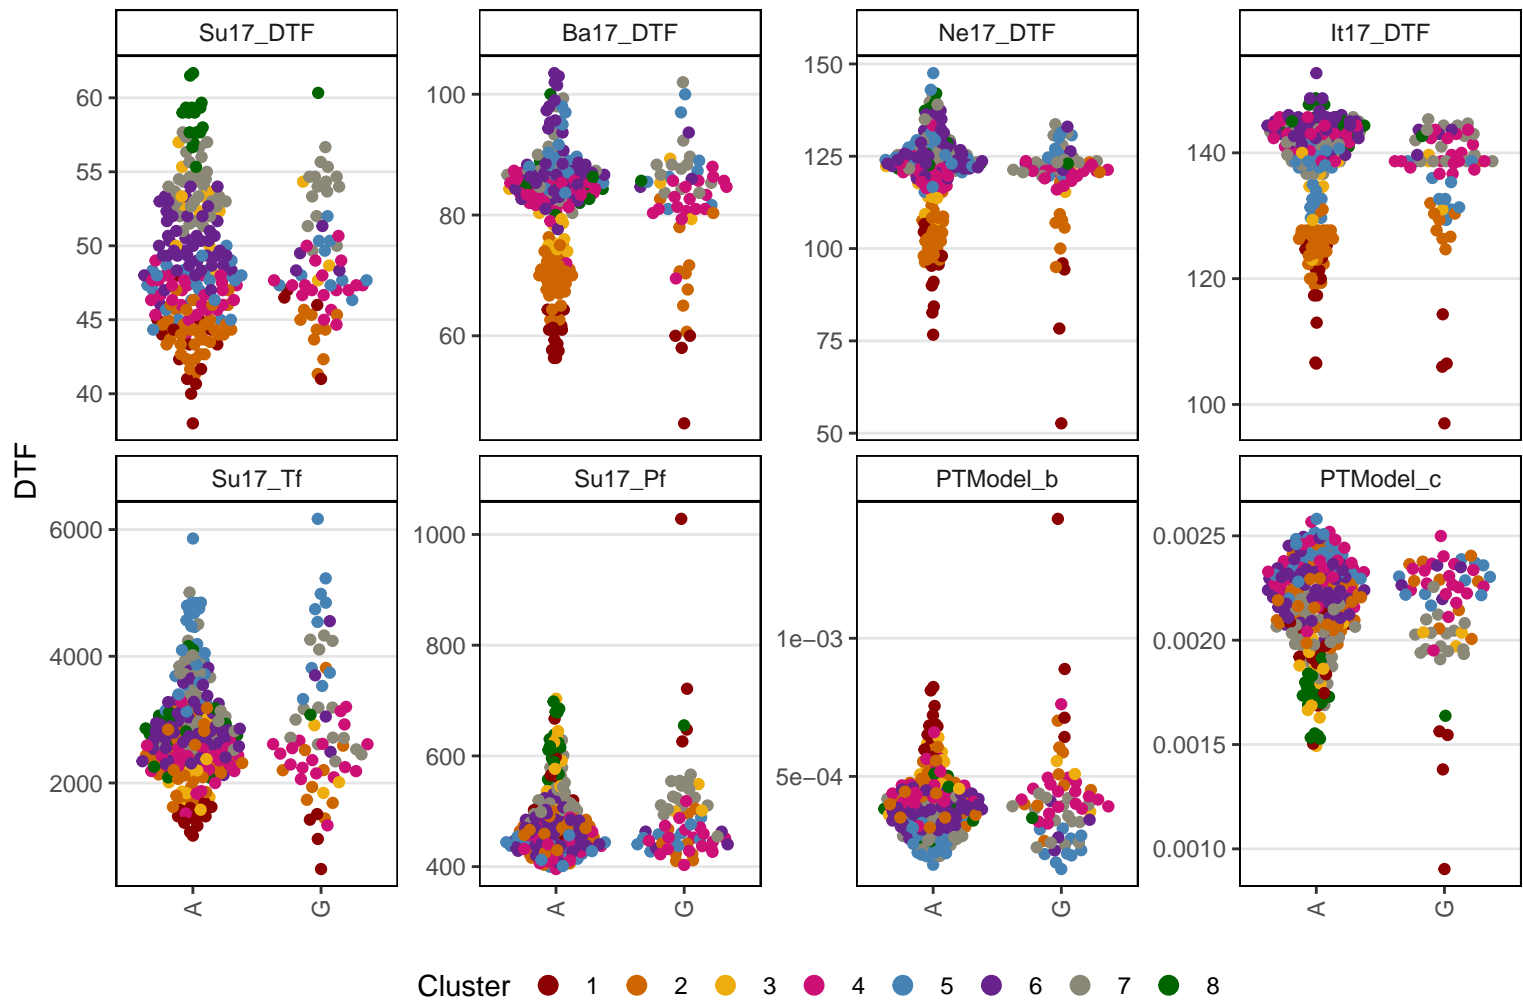 Su17_DTF
Ba17_DTF
Ne17_DTF
It17_DTF
60
55
50
45
40
100
80
60
150
125
100
75
50
140
120
100
DTF
Su17_Tf
Su17_Pf
PTModel_b
PTModel_c
6000
4000
2000
1000
800
600
400
1e−03
5e−04
0.0025
0.0020
0.0015
0.0010
A
G
A
G
A
G
A
G
Cluster 1 2 3 4 5 6 7 8